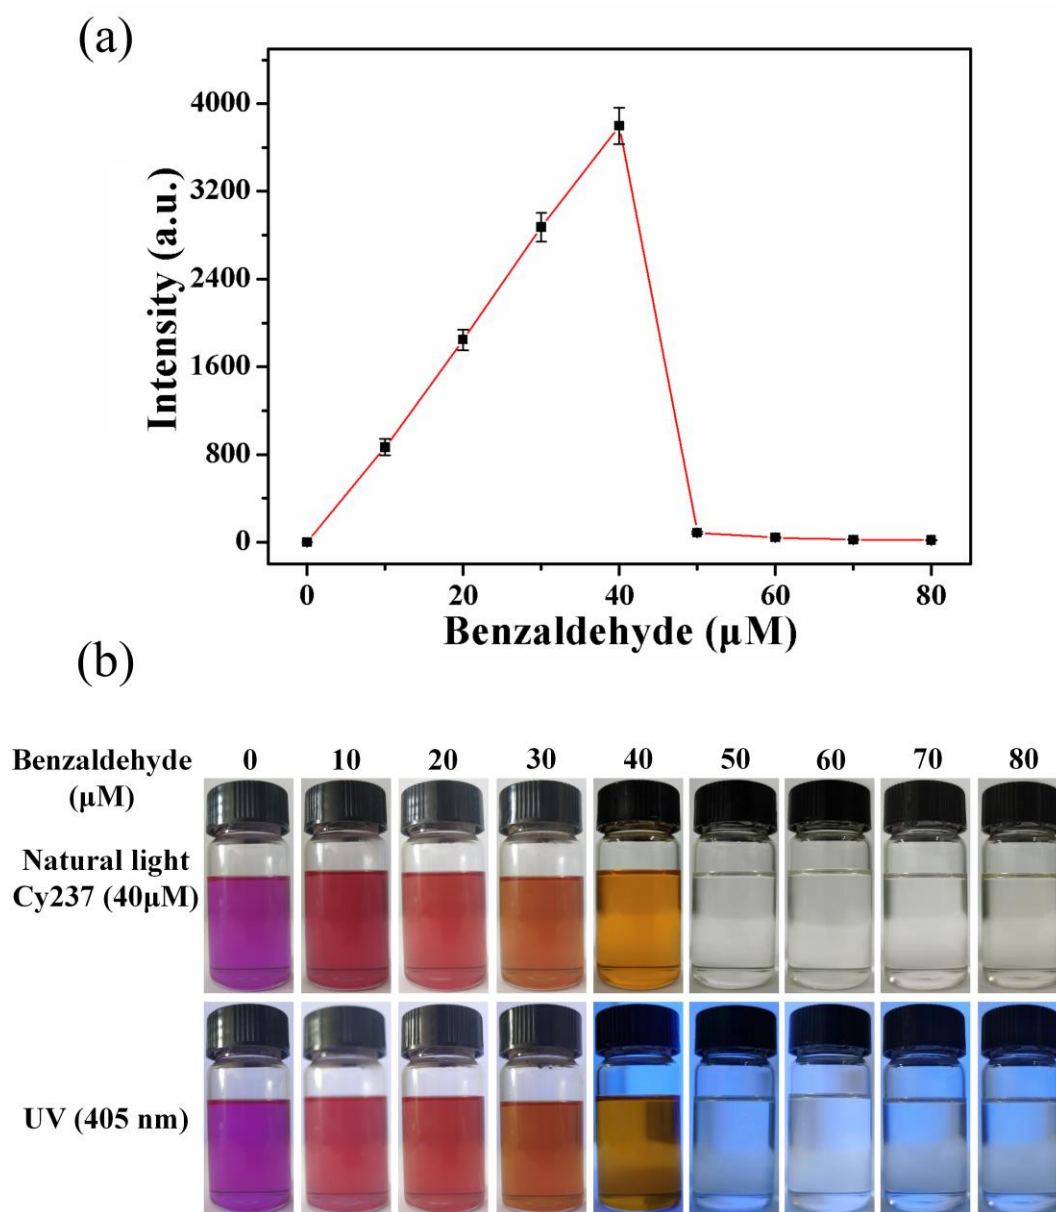 (a)
4000
3200
2400
1600
800
0
Intensity (a.u.)
0 20 40 60 80
Benzaldehyde (μM)
(b)
Benzaldehyde 0 10 20 30 40 50 60 70 80
(μM)
Natural light
Cy237 (40μM)
UV (405 nm)